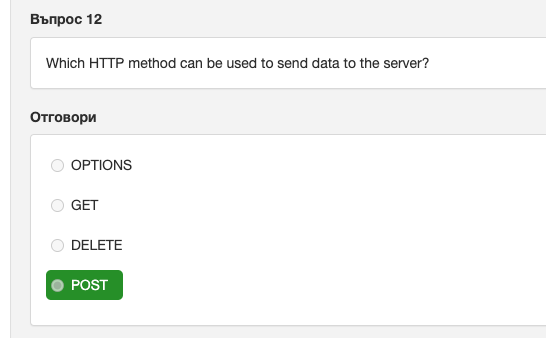 Въпрос 12
Which HTTP method can be used to send data to the server?
Отговори
OPTIONS
GET
DELETE
POST